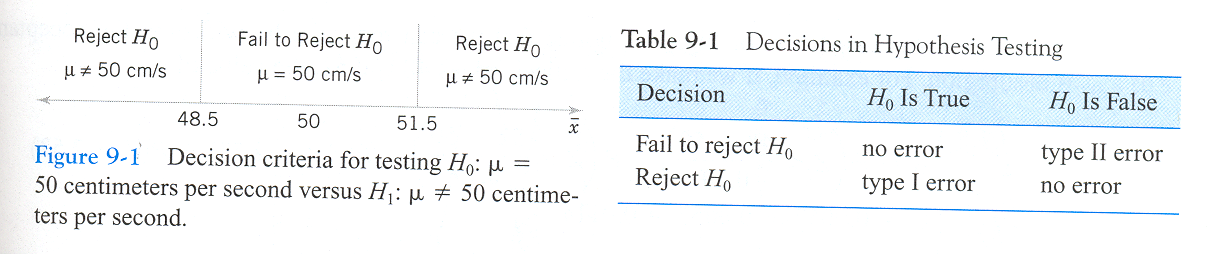 Reject H0
Fail to Reject H0
Reject H0
μ ≠ 50 cm/s
μ = 50 cm/s
μ ≠ 50 cm/s
48.5
50
51.5
x̅
Figure 9-1 Decision criteria for testing H0: μ =
50 centimeters per second versus H1: μ ≠ 50 centime-
ters per second.
Table 9-1 Decisions in Hypothesis Testing
Decision H0 Is True H0 Is False
Fail to reject H0 no error type II error
Reject H0 type I error no error